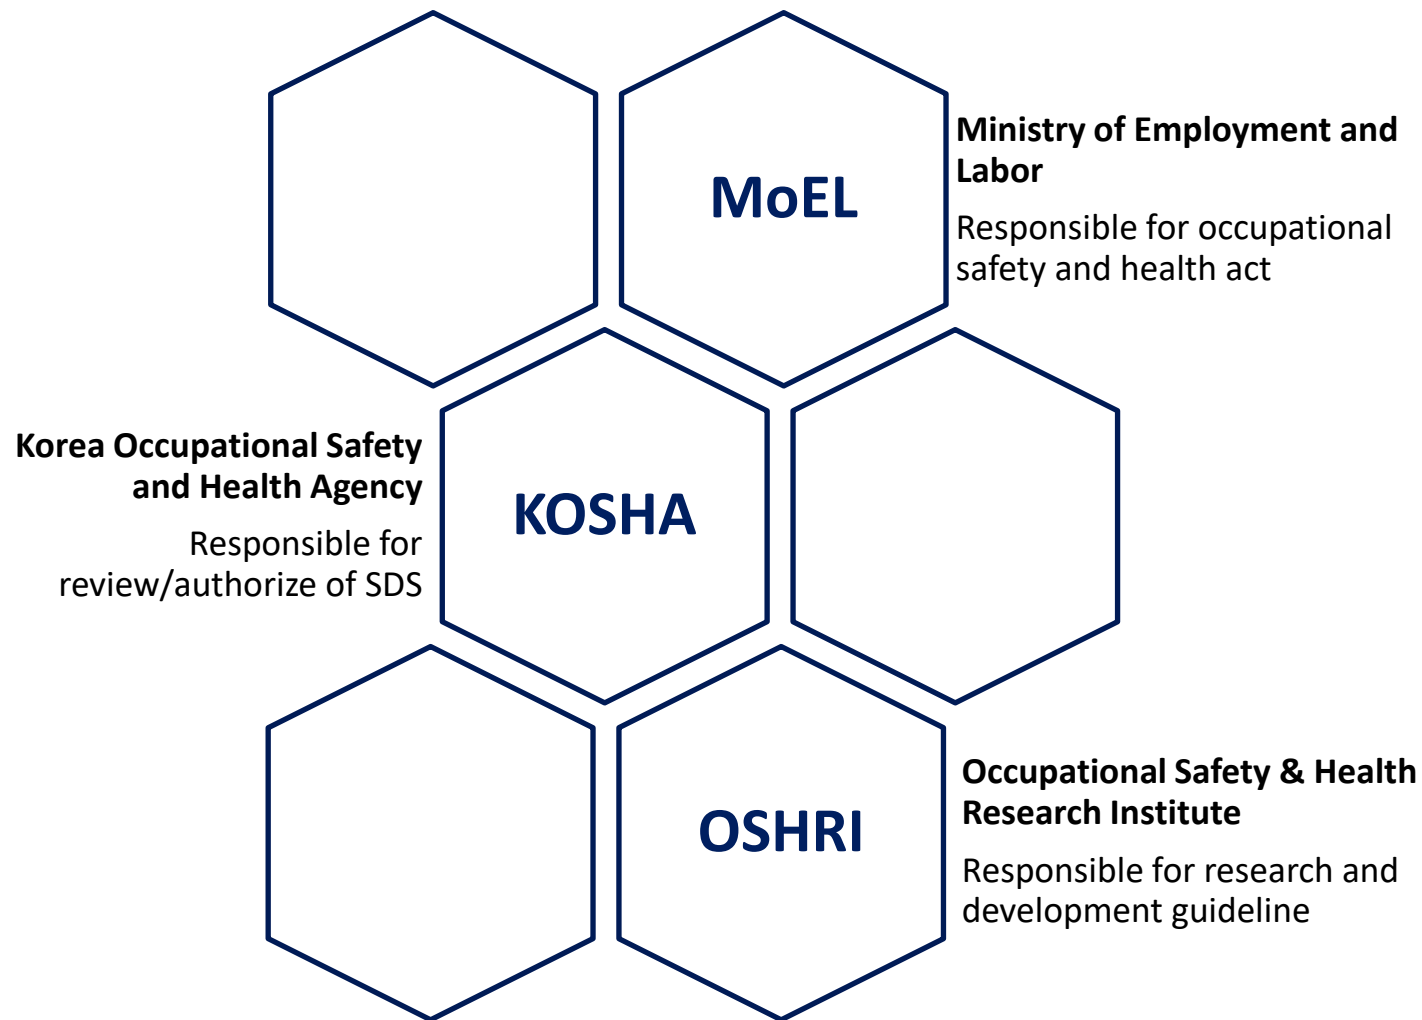 MoEL
Ministry of Employment and
Labor
Responsible for occupational
safety and health act
Korea Occupational Safety
and Health Agency
Responsible for
review/authorize of SDS
KOSHA
OSHRI
Occupational Safety & Health
Research Institute
Responsible for research and
development guideline